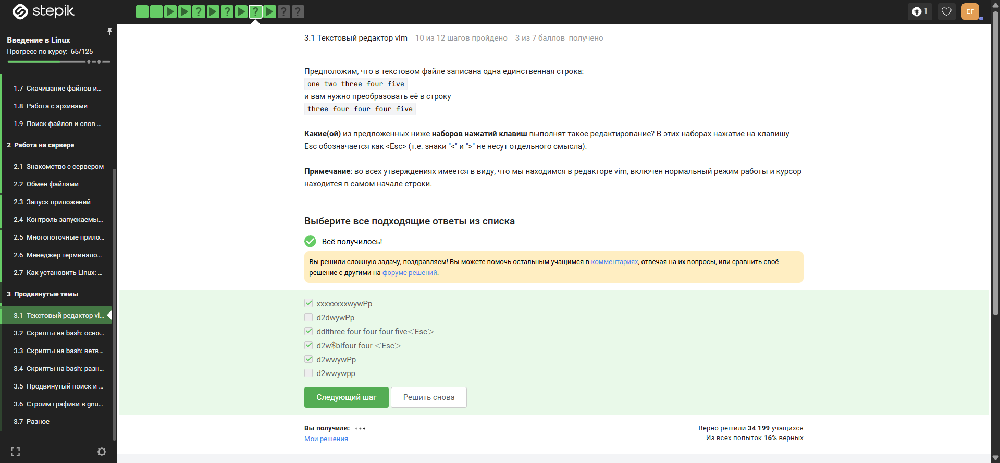 stepik
? ? ? ? ?
1
ЕГ
Введение в Linux
Прогресс по курсу: 65/125
1.7 Скачивание файлов и...
1.8 Работа с архивами
1.9 Поиск файлов и слов ...
2 Работа на сервере
2.1 Знакомство с сервером
2.2 Обмен файлами
2.3 Запуск приложений
2.4 Контроль запускаемы...
2.5 Многопоточные прило...
2.6 Менеджер терминало...
2.7 Как установить Linux: ...
3 Продвинутые темы
3.1 Текстовый редактор vi...
3.2 Скрипты на bash: осно...
3.3 Скрипты на bash: ветв...
3.4 Скрипты на bash: разн...
3.5 Продвинутый поиск и ...
3.6 Строим графики в gnu...
3.7 Разное
3.1 Текстовый редактор vim 10 из 12 шагов пройдено 3 из 7 баллов получено
Предположим, что в текстовом файле записана одна единственная строка:
one two three four five
и вам нужно преобразовать её в строку
three four four four five
Какие(ой) из предложенных ниже наборов нажатий клавиш выполнят такое редактирование? В этих наборах нажатие на клавишу
Esc обозначается как <Esc> (т.е. знаки "<" и ">" не несут отдельного смысла).
Примечание: во всех утверждениях имеется в виду, что мы находимся в редакторе vim, включен нормальный режим работы и курсор
находится в самом начале строки.
Выберите все подходящие ответы из списка
Всё получилось!
Вы решили сложную задачу, поздравляем! Вы можете помочь остальным учащимся в комментариях, отвечая на их вопросы, или сравнить своё
решение с другими на форуме решений.
xxxxxxxxwywPp
d2dwywPp
ddithree four four four five<Esc>
d2w$bifour four <Esc>
d2wwywPp
d2wwywpp
Следующий шаг Решить снова
Вы получили:
Мои решения
Верно решили 34 199 учащихся
Из всех попыток 16% верных